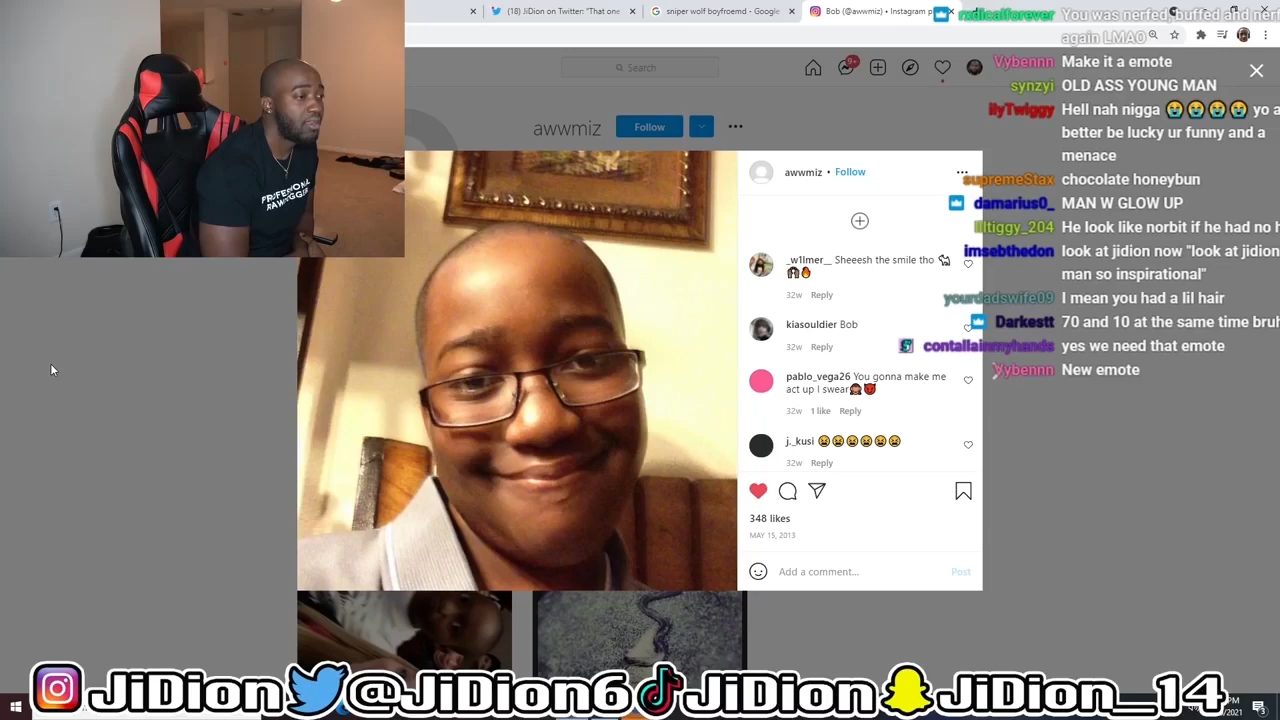 (18) JiDion on Twitter: "That one
sniper wolf boyfroemd - Google
Bob (@awwmiz) • Instagram p
Search
9+
awwmiz
Follow
PROFESSIONAL
awwmiz • Follow
_w1lmer__ Sheeesh the smile tho 🐪
🔥
32w Reply
kiasouldier Bob
32w Reply
pablo_vega26 You gonna make me
act up I swear🙈😈
32w 1 like Reply
j._kusi 😫😫😫😫😫😫
32w Reply
348 likes
MAY 15, 2013
Add a comment...
Post
rxdicalforever You was nerfed, buffed and
again LMAO
Vybennn Make it a emote
synzyi OLD ASS YOUNG MAN
ilyTwiggy Hell nah nigga 😭😭😭😭 yo
better be lucky ur funny and a
menace
supremeStax chocolate honeybun
damarius0_ MAN W GLOW UP
liltiggy_204 He look like norbit if he had no
imsebthedon look at jidion now "look at jidion
man so inspirational"
yourdadswife09 I mean you had a lil hair
Darkestt 70 and 10 at the same time bruh
contallainmyhands yes we need that emote
Vybennn New emote
JiDion @JiDion6 JiDion JiDion_14